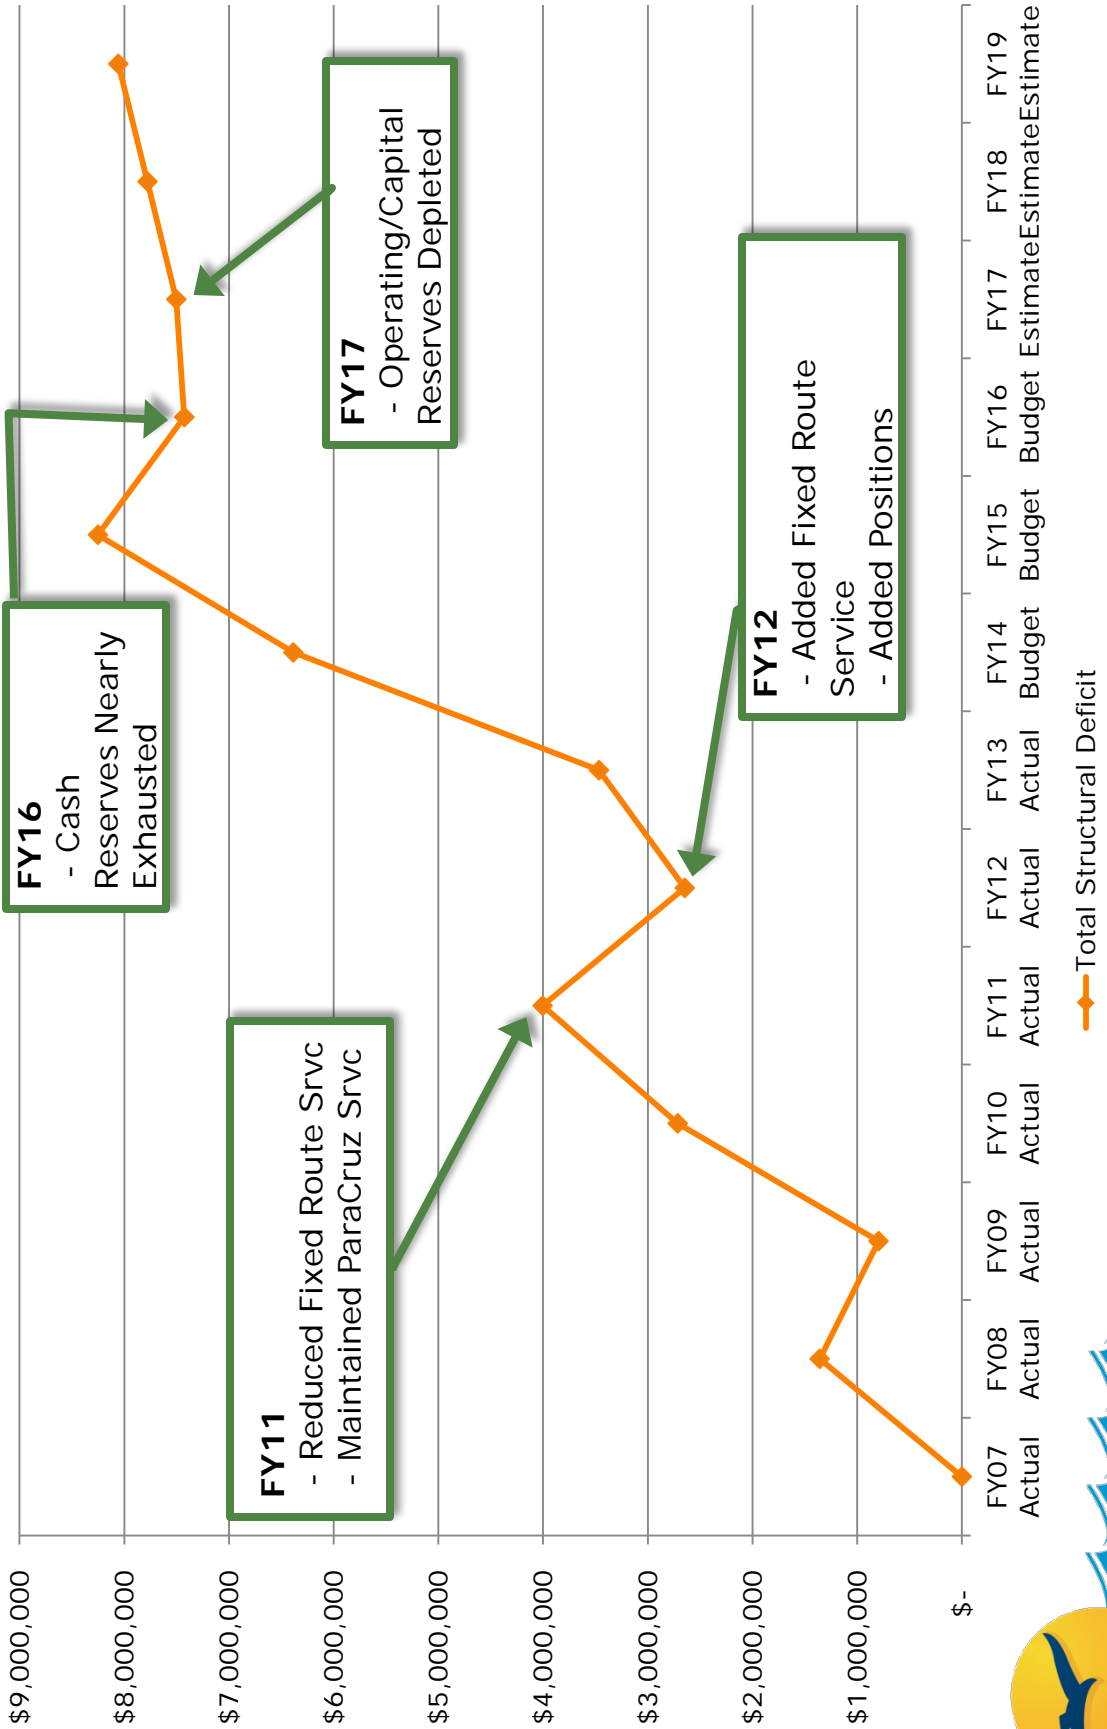 $9,000,000
$8,000,000
$7,000,000
$6,000,000
$5,000,000
$4,000,000
$3,000,000
$2,000,000
$1,000,000
$-
FY16
- Cash
Reserves Nearly
Exhausted
FY11
- Reduced Fixed Route Srvc
- Maintained ParaCruz Srvc
FY17
- Operating/Capital
Reserves Depleted
FY12
- Added Fixed Route
Service
- Added Positions
FY07 FY08 FY09 FY10 FY11 FY12 FY13 FY14 FY15 FY16 FY17 FY18 FY19
Actual Actual Actual Actual Actual Actual Actual Budget Budget Budget Estimate Estimate Estimate
Total Structural Deficit